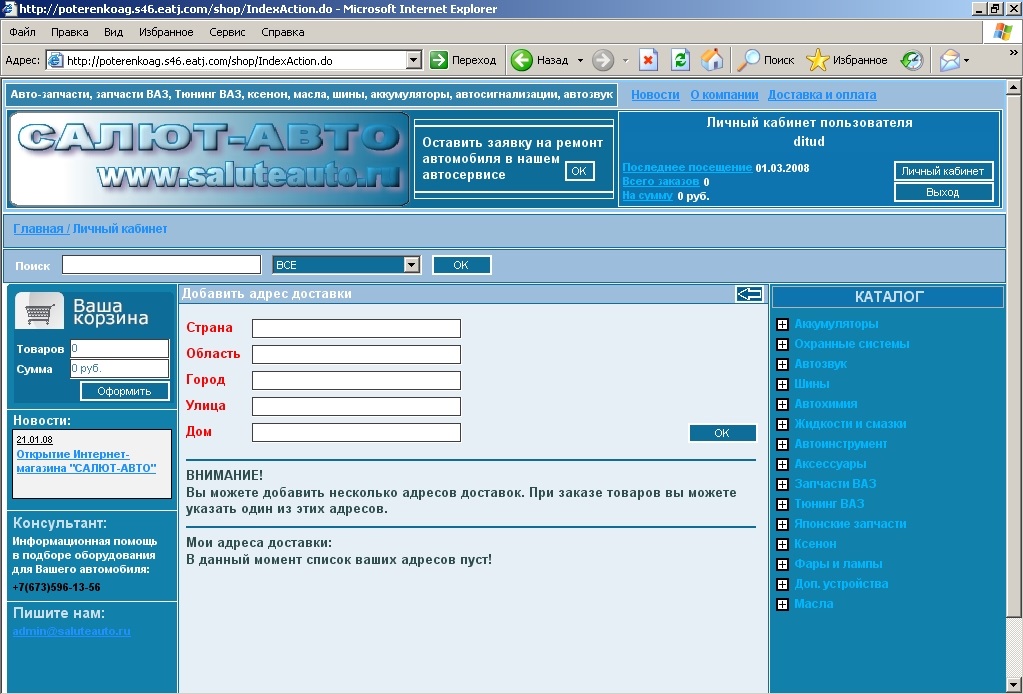 http://poterenkoag.s46.eatj.com/shop/IndexAction.do - Microsoft Internet Explorer
Файл Правка Вид Избранное Сервис Справка
Адрес: http://poterenkoag.s46.eatj.com/shop/IndexAction.do Переход Назад Поиск Избранное
Авто-запчасти, запчасти ВАЗ, Тюнинг ВАЗ, ксенон, масла, шины, аккумуляторы, автосигнализации, автозвук
Новости О компании Доставка и оплата
САЛЮТ-АВТО
www.saluteauto.ru
Оставить заявку на ремонт
автомобиля в нашем
автосервисе OK
Личный кабинет пользователя
ditud
Последнее посещение 01.03.2008
Всего заказов 0
На сумму 0 руб.
Личный кабинет
Выход
Главная / Личный кабинет
Поиск ВСЕ OK
Ваша
корзина
Товаров 0
Сумма 0 руб.
Оформить
Новости:
21.01.08
Открытие Интернет-
магазина "САЛЮТ-АВТО"
Консультант:
Информационная помощь
в подборе оборудования
для Вашего автомобиля:
+7(673)596-13-56
Пишите нам:
admin@saluteauto.ru
Добавить адрес доставки
Страна
Область
Город
Улица
Дом
OK
ВНИМАНИЕ!
Вы можете добавить несколько адресов доставок. При заказе товаров вы можете
указать один из этих адресов.
Мои адреса доставки:
В данный момент список ваших адресов пуст!
КАТАЛОГ
Аккумуляторы
Охранные системы
Автозвук
Шины
Автохимия
Жидкости и смазки
Автоинструмент
Аксессуары
Запчасти ВАЗ
Тюнинг ВАЗ
Японские запчасти
Ксенон
Фары и лампы
Доп. устройства
Масла